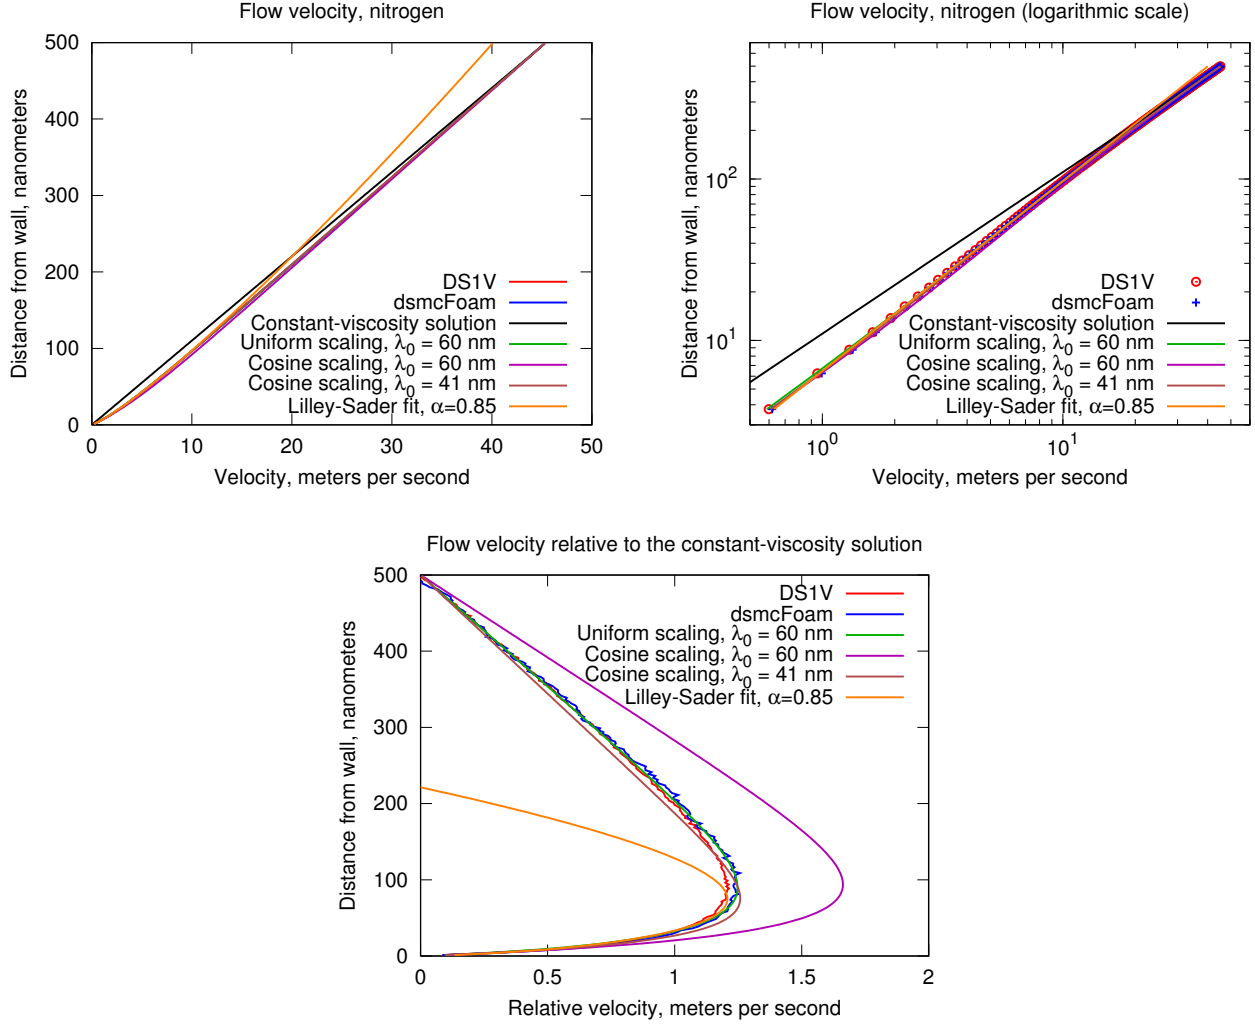 Flow velocity, nitrogen
500
400
300
200
100
0
0 10 20 30 40 50
Distance from wall, nanometers
Velocity, meters per second
DS1V
dsmcFoam
Constant-viscosity solution
Uniform scaling, λ0 = 60 nm
Cosine scaling, λ0 = 60 nm
Cosine scaling, λ0 = 41 nm
Lilley-Sader fit, α=0.85
Flow velocity, nitrogen (logarithmic scale)
10^2
10^1
10^0 10^1
Distance from wall, nanometers
Velocity, meters per second
DS1V
dsmcFoam
Constant-viscosity solution
Uniform scaling, λ0 = 60 nm
Cosine scaling, λ0 = 60 nm
Cosine scaling, λ0 = 41 nm
Lilley-Sader fit, α=0.85
Flow velocity relative to the constant-viscosity solution
500
400
300
200
100
0
0 0.5 1 1.5 2
Distance from wall, nanometers
Relative velocity, meters per second
DS1V
dsmcFoam
Uniform scaling, λ0 = 60 nm
Cosine scaling, λ0 = 60 nm
Cosine scaling, λ0 = 41 nm
Lilley-Sader fit, α=0.85